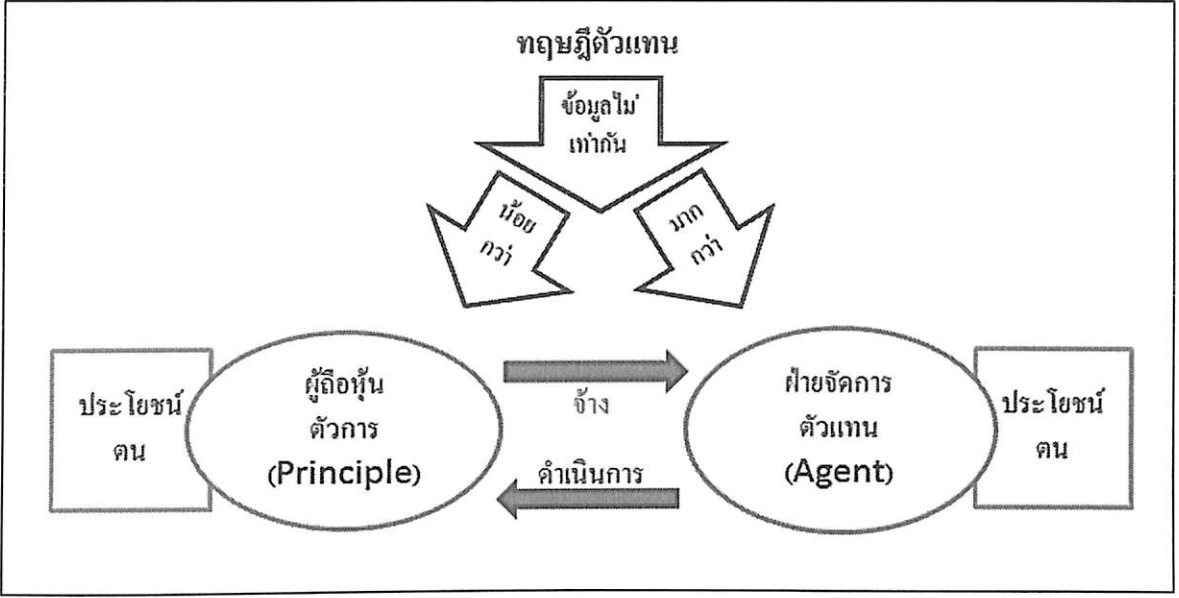 ทฤษฎีตัวแทน
ข้อมูลไม่
เท่ากัน
น้อย
กว่า
มาก
กว่า
ประโยชน์
ตน
ผู้ถือหุ้น
ตัวการ
(Principle)
จ้าง
ดำเนินการ
ฝ่ายจัดการ
ตัวแทน
(Agent)
ประโยชน์
ตน